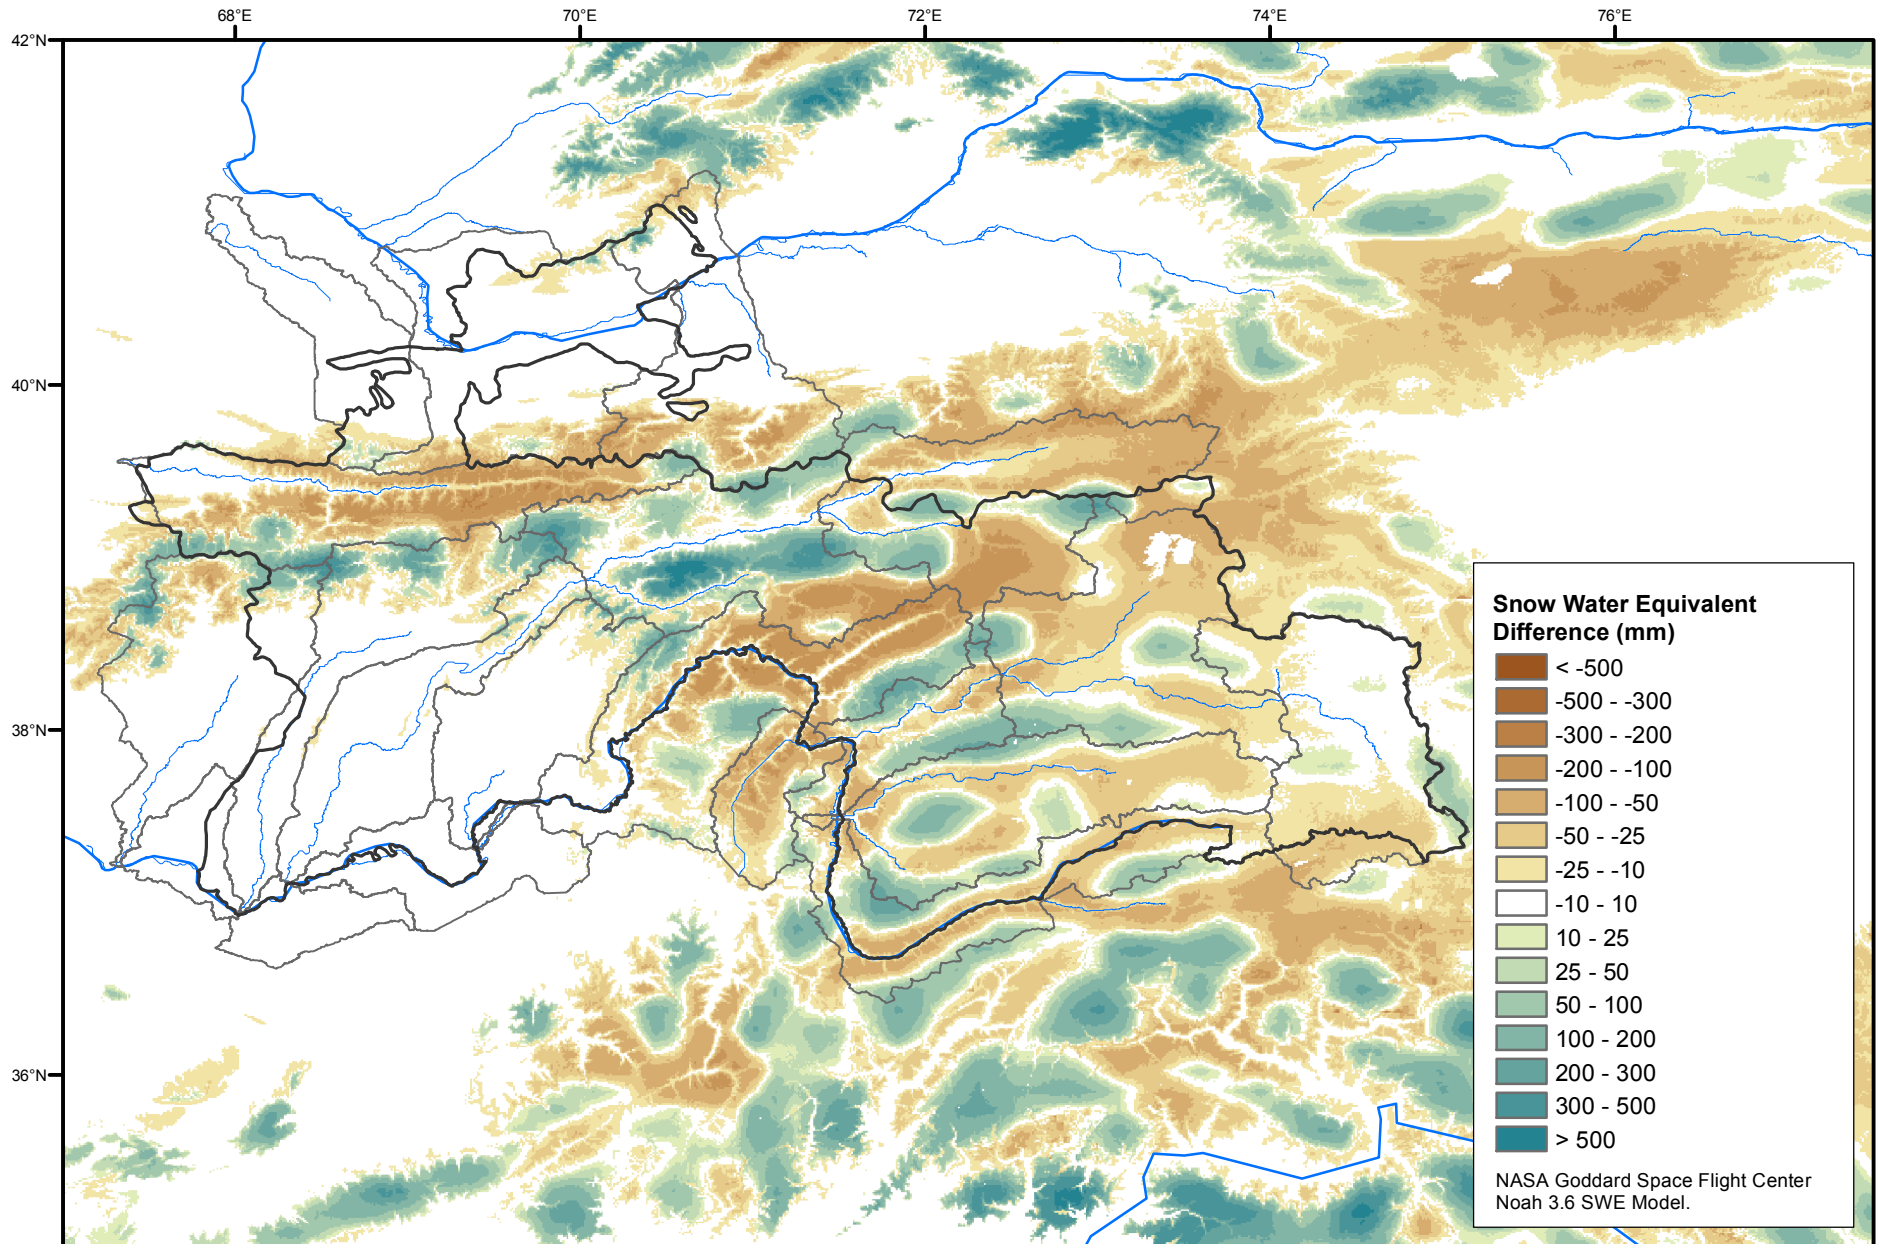 68°E 70°E 72°E 74°E 76°E
42°N
40°N
38°N
36°N
Snow Water Equivalent
Difference (mm)
< -500
-500 - -300
-300 - -200
-200 - -100
-100 - -50
-50 - -25
-25 - -10
-10 - 10
10 - 25
25 - 50
50 - 100
100 - 200
200 - 300
300 - 500
> 500
NASA Goddard Space Flight Center
Noah 3.6 SWE Model.